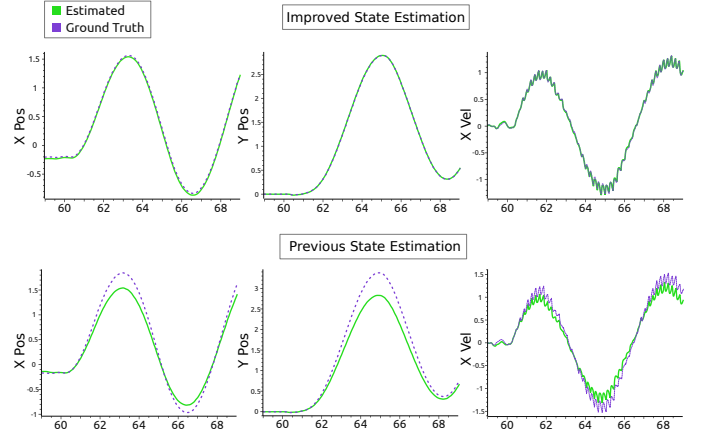 Estimated
Ground Truth
Improved State Estimation
X Pos
1.5
1
0.5
0
-0.5
60 62 64 66 68
Y Pos
2.5
2
1.5
1
0.5
0
60 62 64 66 68
X Vel
1
0.5
0
-0.5
-1
60 62 64 66 68
Previous State Estimation
X Pos
1.5
1
0.5
0
-0.5
-1
60 62 64 66 68
Y Pos
3
2.5
2
1.5
1
0.5
0
60 62 64 66 68
X Vel
1.5
1
0.5
0
-0.5
-1
-1.5
60 62 64 66 68